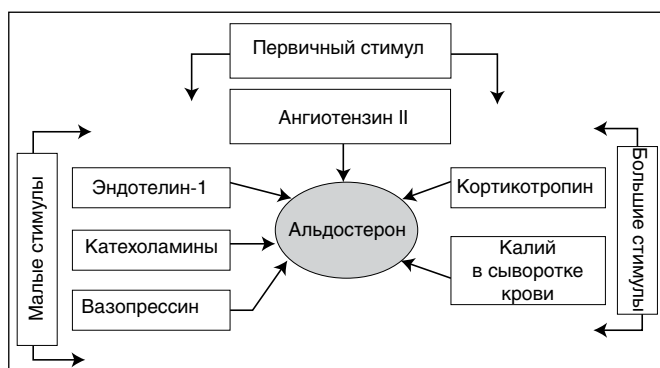 Первичный стимул
Ангиотензин II
Малые стимулы
Эндотелин-1
Катехоламины
Вазопрессин
Альдостерон
Кортикотропин
Калий
в сыворотке
крови
Большие стимулы